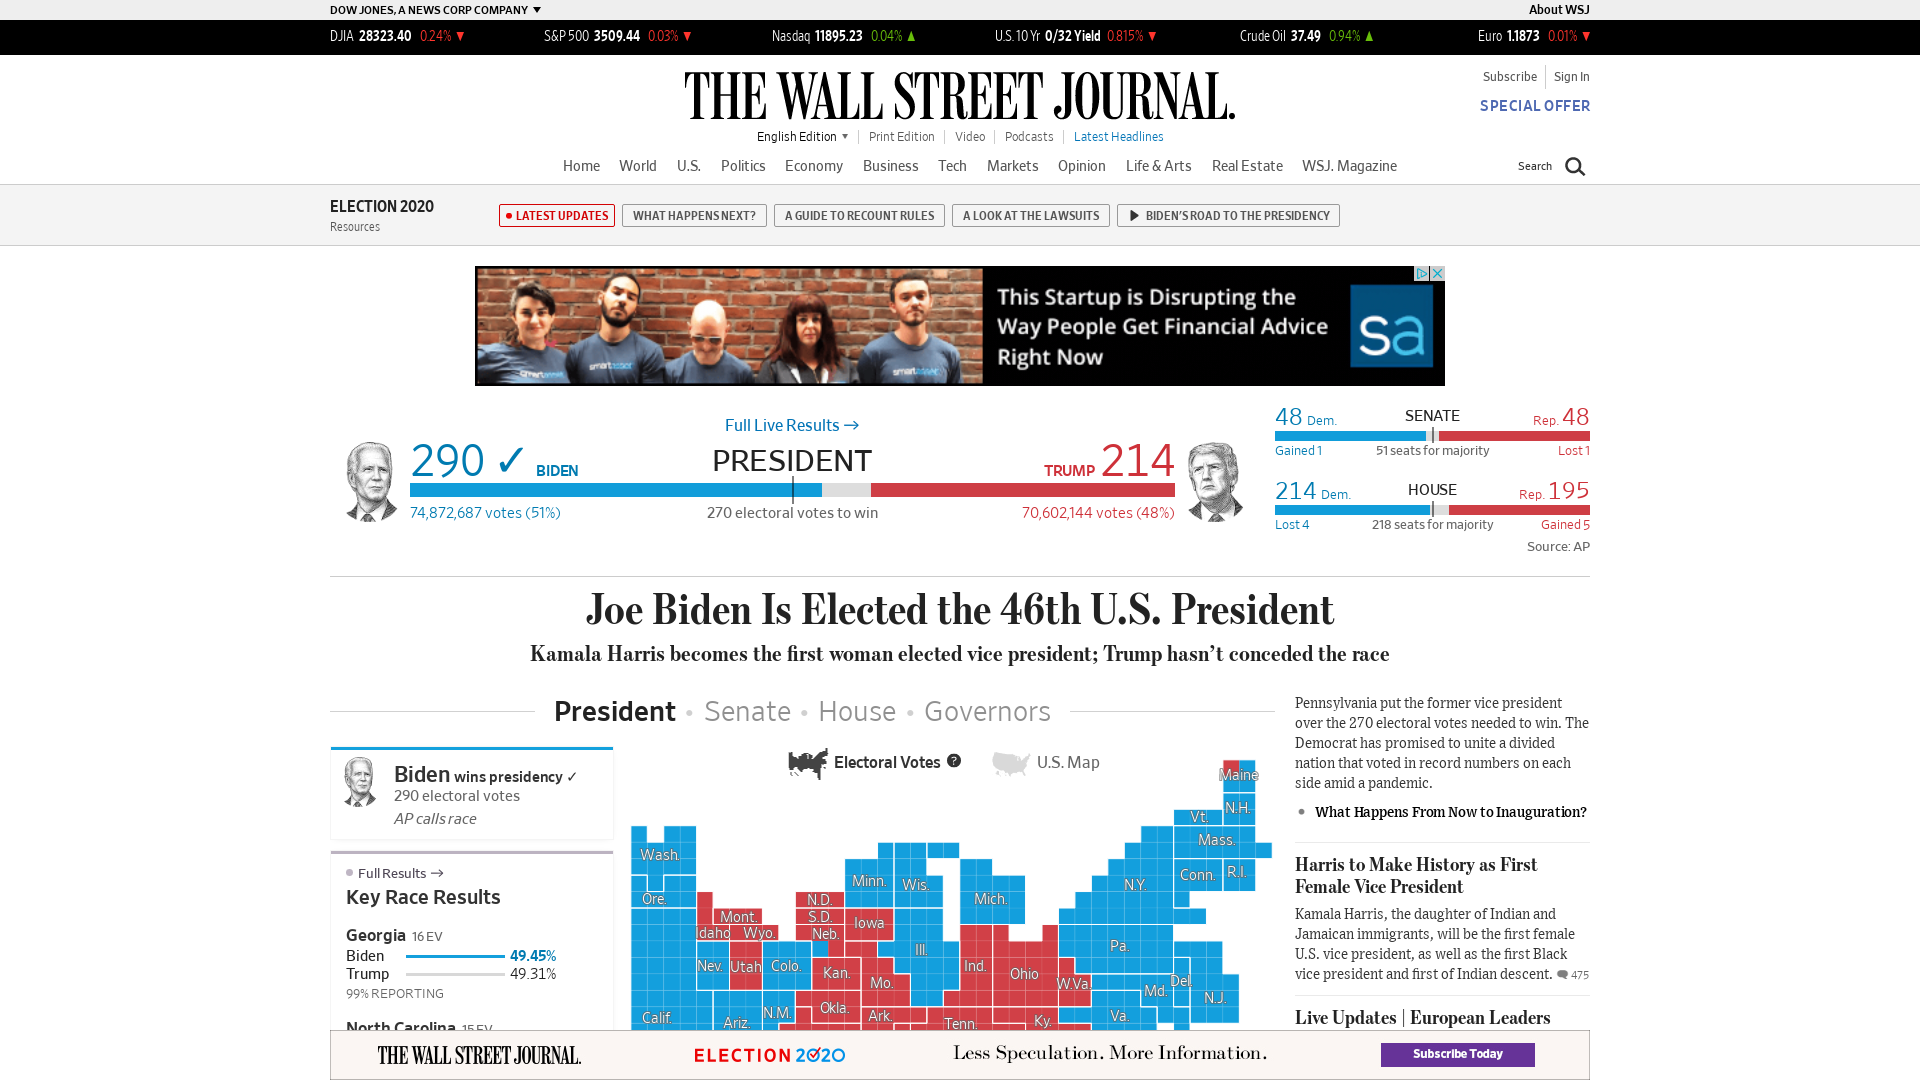 DOW JONES, A NEWS CORP COMPANY
About WSJ
DJIA 28323.40 0.24%
S&P 500 3509.44 0.03%
Nasdaq 11895.23 0.04%
U.S. 10 Yr 0/32 Yield 0.815%
Crude Oil 37.49 0.94%
Euro 1.1873 0.01%
THE WALL STREET JOURNAL.
Subscribe
Sign In
SPECIAL OFFER
English Edition
Print Edition
Video
Podcasts
Latest Headlines
Home World U.S. Politics Economy Business Tech Markets Opinion Life & Arts Real Estate WSJ. Magazine
Search
ELECTION 2020
Resources
LATEST UPDATES
WHAT HAPPENS NEXT?
A GUIDE TO RECOUNT RULES
A LOOK AT THE LAWSUITS
BIDEN'S ROAD TO THE PRESIDENCY
This Startup is Disrupting the
Way People Get Financial Advice
Right Now
sa
smartasset
Full Live Results →
290 ✓ BIDEN
PRESIDENT
TRUMP 214
74,872,687 votes (51%)
270 electoral votes to win
70,602,144 votes (48%)
48 Dem.
SENATE
Rep. 48
Gained 1
51 seats for majority
Lost 1
214 Dem.
HOUSE
Rep. 195
Lost 4
218 seats for majority
Gained 5
Source: AP
Joe Biden Is Elected the 46th U.S. President
Kamala Harris becomes the first woman elected vice president; Trump hasn't conceded the race
President • Senate • House • Governors
Biden wins presidency ✓
290 electoral votes
AP calls race
Full Results →
Key Race Results
Georgia 16 EV
Biden 49.45%
Trump 49.31%
99% REPORTING
North Carolina 15 EV
Electoral Votes ?
U.S. Map
Maine
N.H.
Vt.
Mass.
Wash.
Conn.
R.I.
Minn.
Wis.
N.Y.
Ore.
N.D.
Mich.
Mont.
S.D.
Iowa
Idaho
Wyo.
Neb.
Pa.
Ill.
Nev.
Utah
Colo.
Kan.
Ind.
Ohio
Mo.
W.Va.
Del.
Md.
N.J.
Okla.
Calif.
Ariz.
N.M.
Ark.
Tenn.
Ky.
Va.
Pennsylvania put the former vice president
over the 270 electoral votes needed to win. The
Democrat has promised to unite a divided
nation that voted in record numbers on each
side amid a pandemic.
• What Happens From Now to Inauguration?
Harris to Make History as First
Female Vice President
Kamala Harris, the daughter of Indian and
Jamaican immigrants, will be the first female
U.S. vice president, as well as the first Black
vice president and first of Indian descent. 475
Live Updates | European Leaders
THE WALL STREET JOURNAL.
ELECTION 2020
Less Speculation. More Information.
Subscribe Today